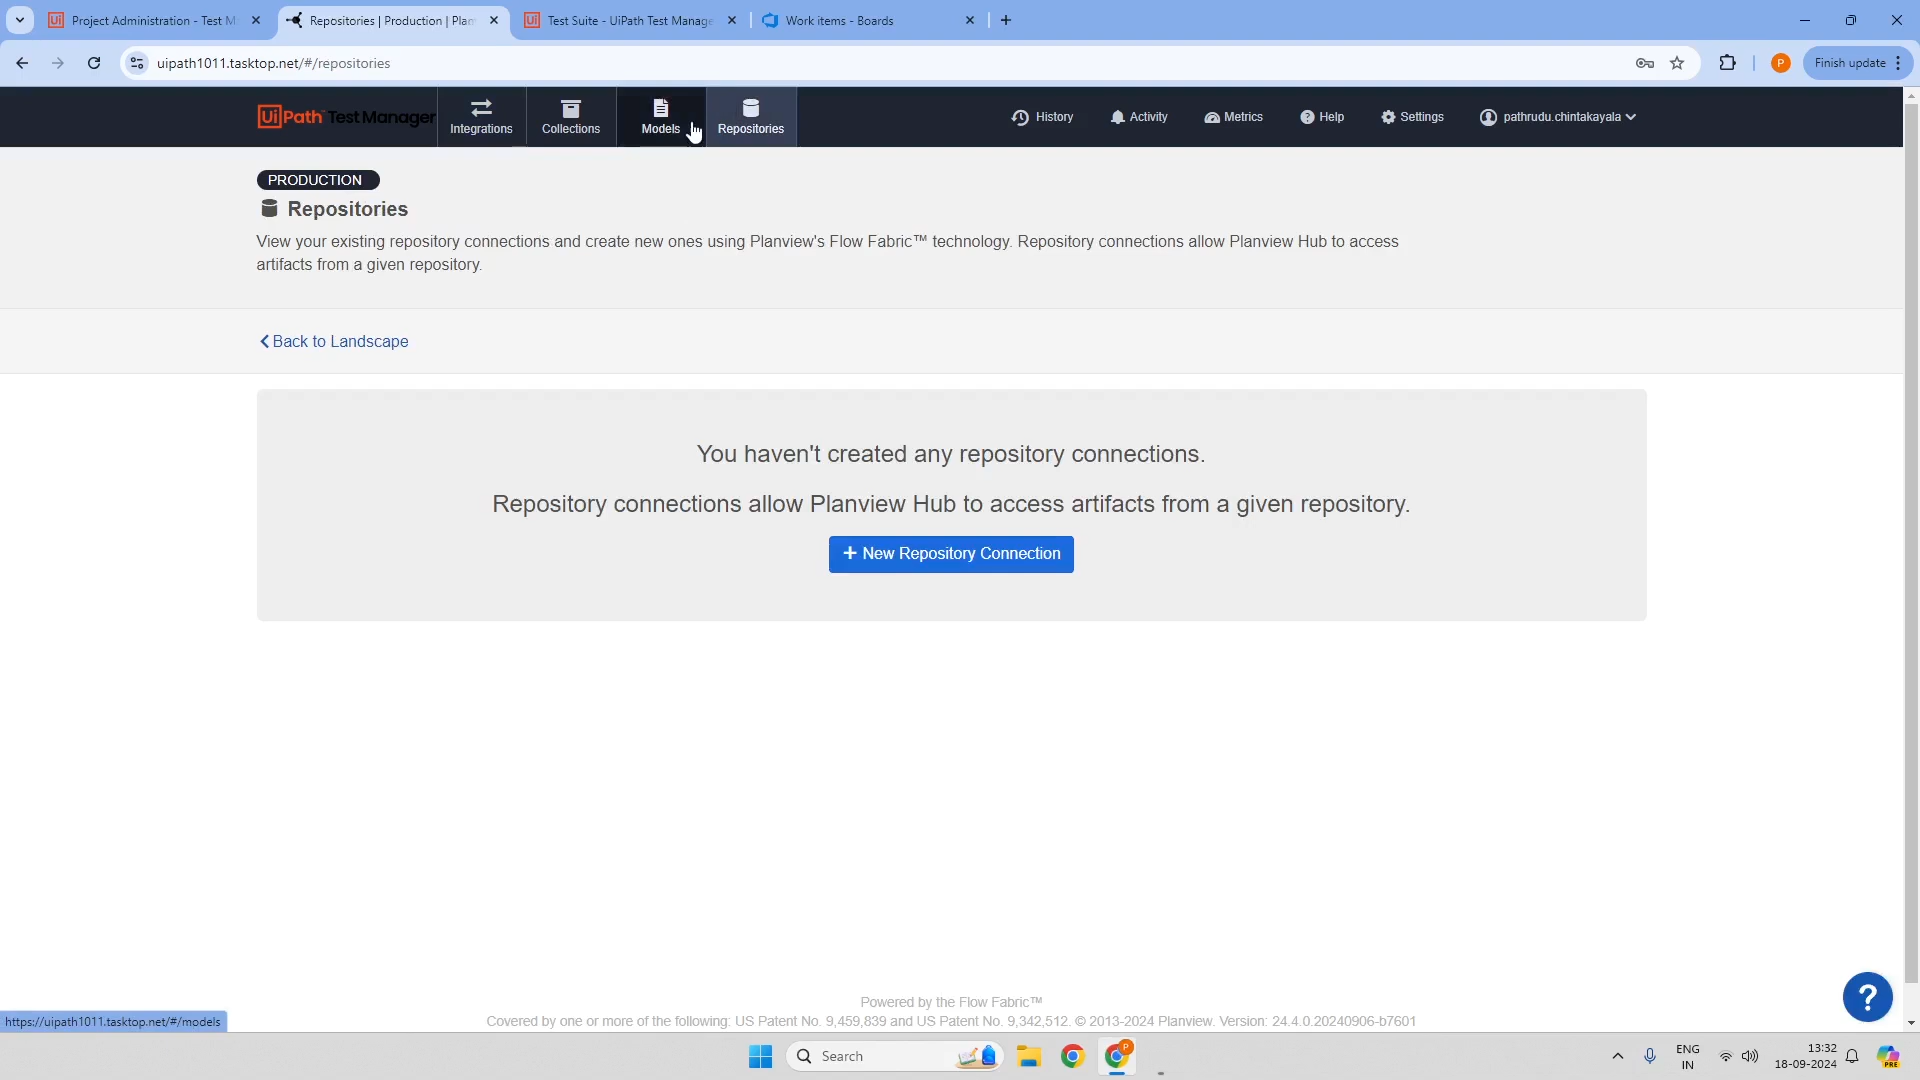 Project Administration - Test M
Repositories | Production | Plan
Test Suite - UiPath Test Manage
Work items - Boards
uipath1011.tasktop.net/#/repositories
P
Finish update
UiPath Test Manager
Integrations
Collections
Models
Repositories
History
Activity
Metrics
? Help
Settings
pathrudu.chintakayala
PRODUCTION
Repositories
View your existing repository connections and create new ones using Planview's Flow Fabric™ technology. Repository connections allow Planview Hub to access
artifacts from a given repository.
Back to Landscape
You haven't created any repository connections.
Repository connections allow Planview Hub to access artifacts from a given repository.
+ New Repository Connection
Powered by the Flow Fabric™
Covered by one or more of the following: US Patent No. 9,459,839 and US Patent No. 9,342,512. © 2013-2024 Planview. Version: 24.4.0.20240906-b7601
?
https://uipath1011.tasktop.net/#/models
Search
P
ENG
IN
13:32
18-09-2024
PRE